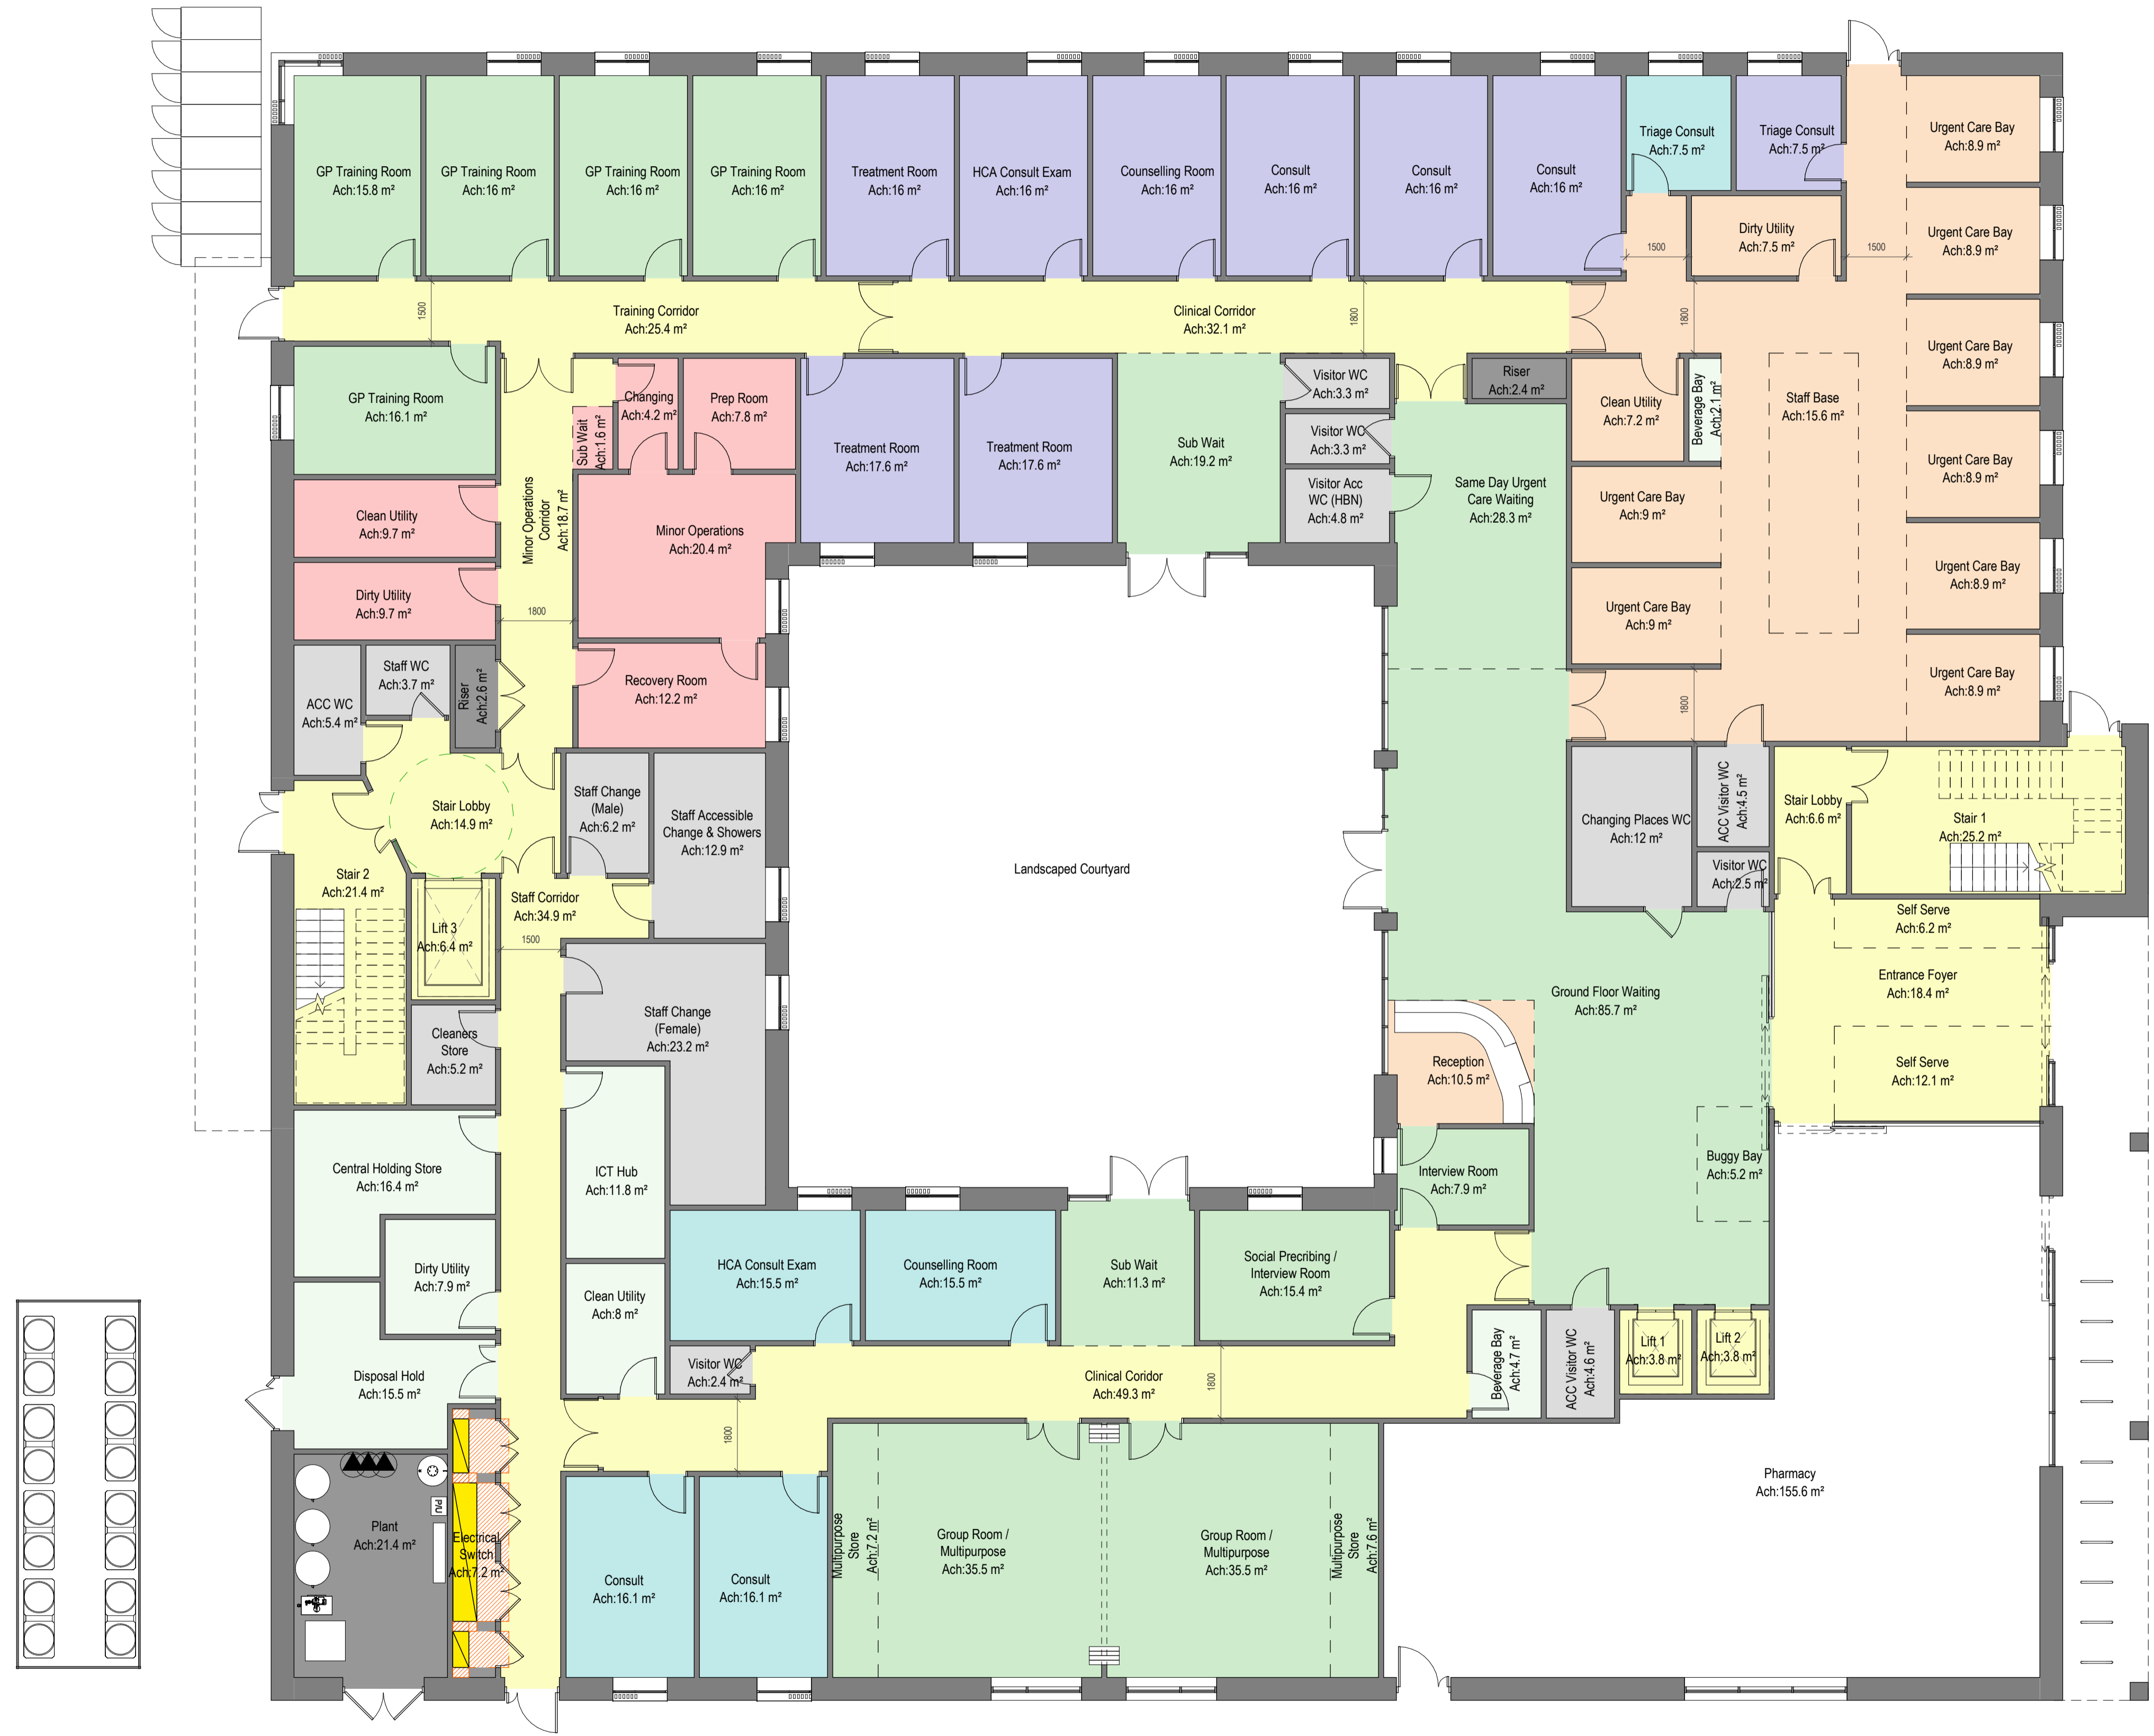 GP Training Room
Ach:15.8 m²
GP Training Room
Ach:16 m²
GP Training Room
Ach:16 m²
GP Training Room
Ach:16 m²
Treatment Room
Ach:16 m²
HCA Consult Exam
Ach:16 m²
Counselling Room
Ach:16 m²
Consult
Ach:16 m²
Consult
Ach:16 m²
Consult
Ach:16 m²
Triage Consult
Ach:7.5 m²
Triage Consult
Ach:7.5 m²
Urgent Care Bay
Ach:8.9 m²
Dirty Utility
Ach:7.5 m²
1500
1500
Urgent Care Bay
Ach:8.9 m²
1500
Training Corridor
Ach:25.4 m²
Clinical Corridor
Ach:32.1 m²
1800
1800
Urgent Care Bay
Ach:8.9 m²
GP Training Room
Ach:16.1 m²
Sub Wait
Ach:1.6 m²
Changing
Ach:4.2 m²
Prep Room
Ach:7.8 m²
Treatment Room
Ach:17.6 m²
Treatment Room
Ach:17.6 m²
Sub Wait
Ach:19.2 m²
Visitor WC
Ach:3.3 m²
Visitor WC
Ach:3.3 m²
Visitor Acc
WC (HBN)
Ach:4.8 m²
Riser
Ach:2.4 m²
Same Day Urgent
Care Waiting
Ach:28.3 m²
Clean Utility
Ach:7.2 m²
Beverage Bay
Ach:2.1 m²
Staff Base
Ach:15.6 m²
Urgent Care Bay
Ach:8.9 m²
Clean Utility
Ach:9.7 m²
Minor Operations
Corridor
Ach:18.7 m²
Minor Operations
Ach:20.4 m²
Urgent Care Bay
Ach:9 m²
Urgent Care Bay
Ach:8.9 m²
Dirty Utility
Ach:9.7 m²
1800
Urgent Care Bay
Ach:9 m²
ACC WC
Ach:5.4 m²
Staff WC
Ach:3.7 m²
Riser
Ach:2.6 m²
Recovery Room
Ach:12.2 m²
1800
Urgent Care Bay
Ach:8.9 m²
Stair Lobby
Ach:14.9 m²
Staff Change
(Male)
Ach:6.2 m²
Staff Accessible
Change & Showers
Ach:12.9 m²
Landscaped Courtyard
Changing Places WC
Ach:12 m²
ACC Visitor WC
Ach:4.5 m²
Visitor WC
Ach:2.5 m²
Stair Lobby
Ach:6.6 m²
Stair 1
Ach:25.2 m²
Stair 2
Ach:21.4 m²
Staff Corridor
Ach:34.9 m²
Lift 3
Ach:6.4 m²
1500
Self Serve
Ach:6.2 m²
Entrance Foyer
Ach:18.4 m²
Ground Floor Waiting
Ach:85.7 m²
Cleaners
Store
Ach:5.2 m²
Staff Change
(Female)
Ach:23.2 m²
Reception
Ach:10.5 m²
Self Serve
Ach:12.1 m²
Central Holding Store
Ach:16.4 m²
ICT Hub
Ach:11.8 m²
Interview Room
Ach:7.9 m²
Buggy Bay
Ach:5.2 m²
Dirty Utility
Ach:7.9 m²
Clean Utility
Ach:8 m²
HCA Consult Exam
Ach:15.5 m²
Counselling Room
Ach:15.5 m²
Sub Wait
Ach:11.3 m²
Social Precribing /
Interview Room
Ach:15.4 m²
Disposal Hold
Ach:15.5 m²
Visitor WC
Ach:2.4 m²
Clinical Coridor
Ach:49.3 m²
1800
1800
Beverage Bay
Ach:4.7 m²
ACC Visitor WC
Ach:4.6 m²
Lift 1
Ach:3.8 m²
Lift 2
Ach:3.8 m²
Plant
Ach:21.4 m²
P/U
Electrical
Switch
Ach:7.2 m²
Consult
Ach:16.1 m²
Consult
Ach:16.1 m²
Multipurpose
Store
Ach:7.2 m²
Group Room /
Multipurpose
Ach:35.5 m²
Group Room /
Multipurpose
Ach:35.5 m²
Multipurpose
Store
Ach:7.6 m²
Pharmacy
Ach:155.6 m²